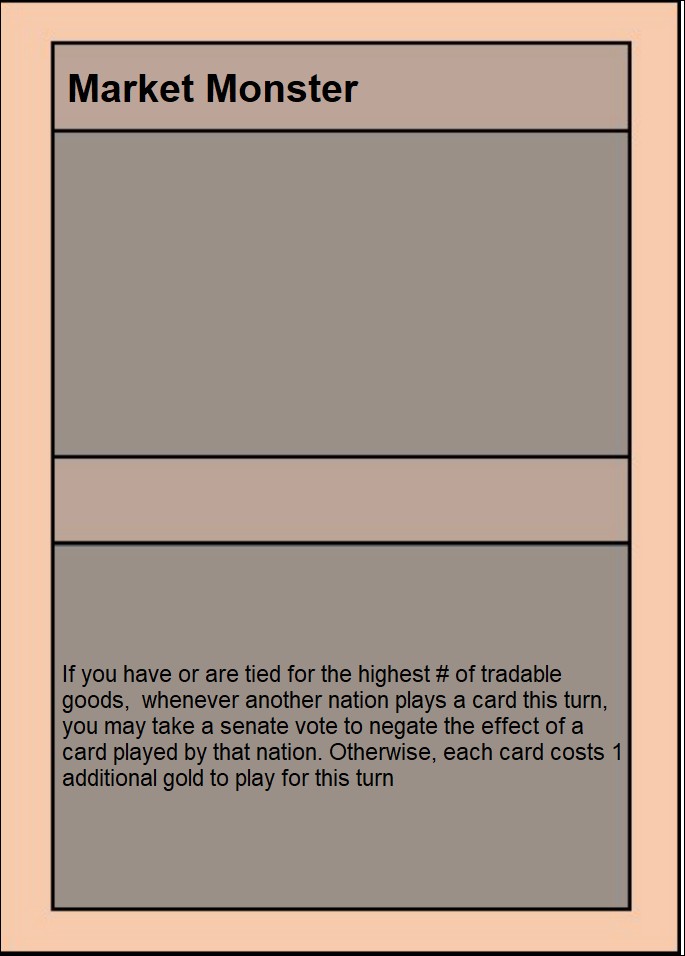 Market Monster
If you have or are tied for the highest # of tradable
goods,  whenever another nation plays a card this turn,
you may take a senate vote to negate the effect of a
card played by that nation. Otherwise, each card costs 1
additional gold to play for this turn